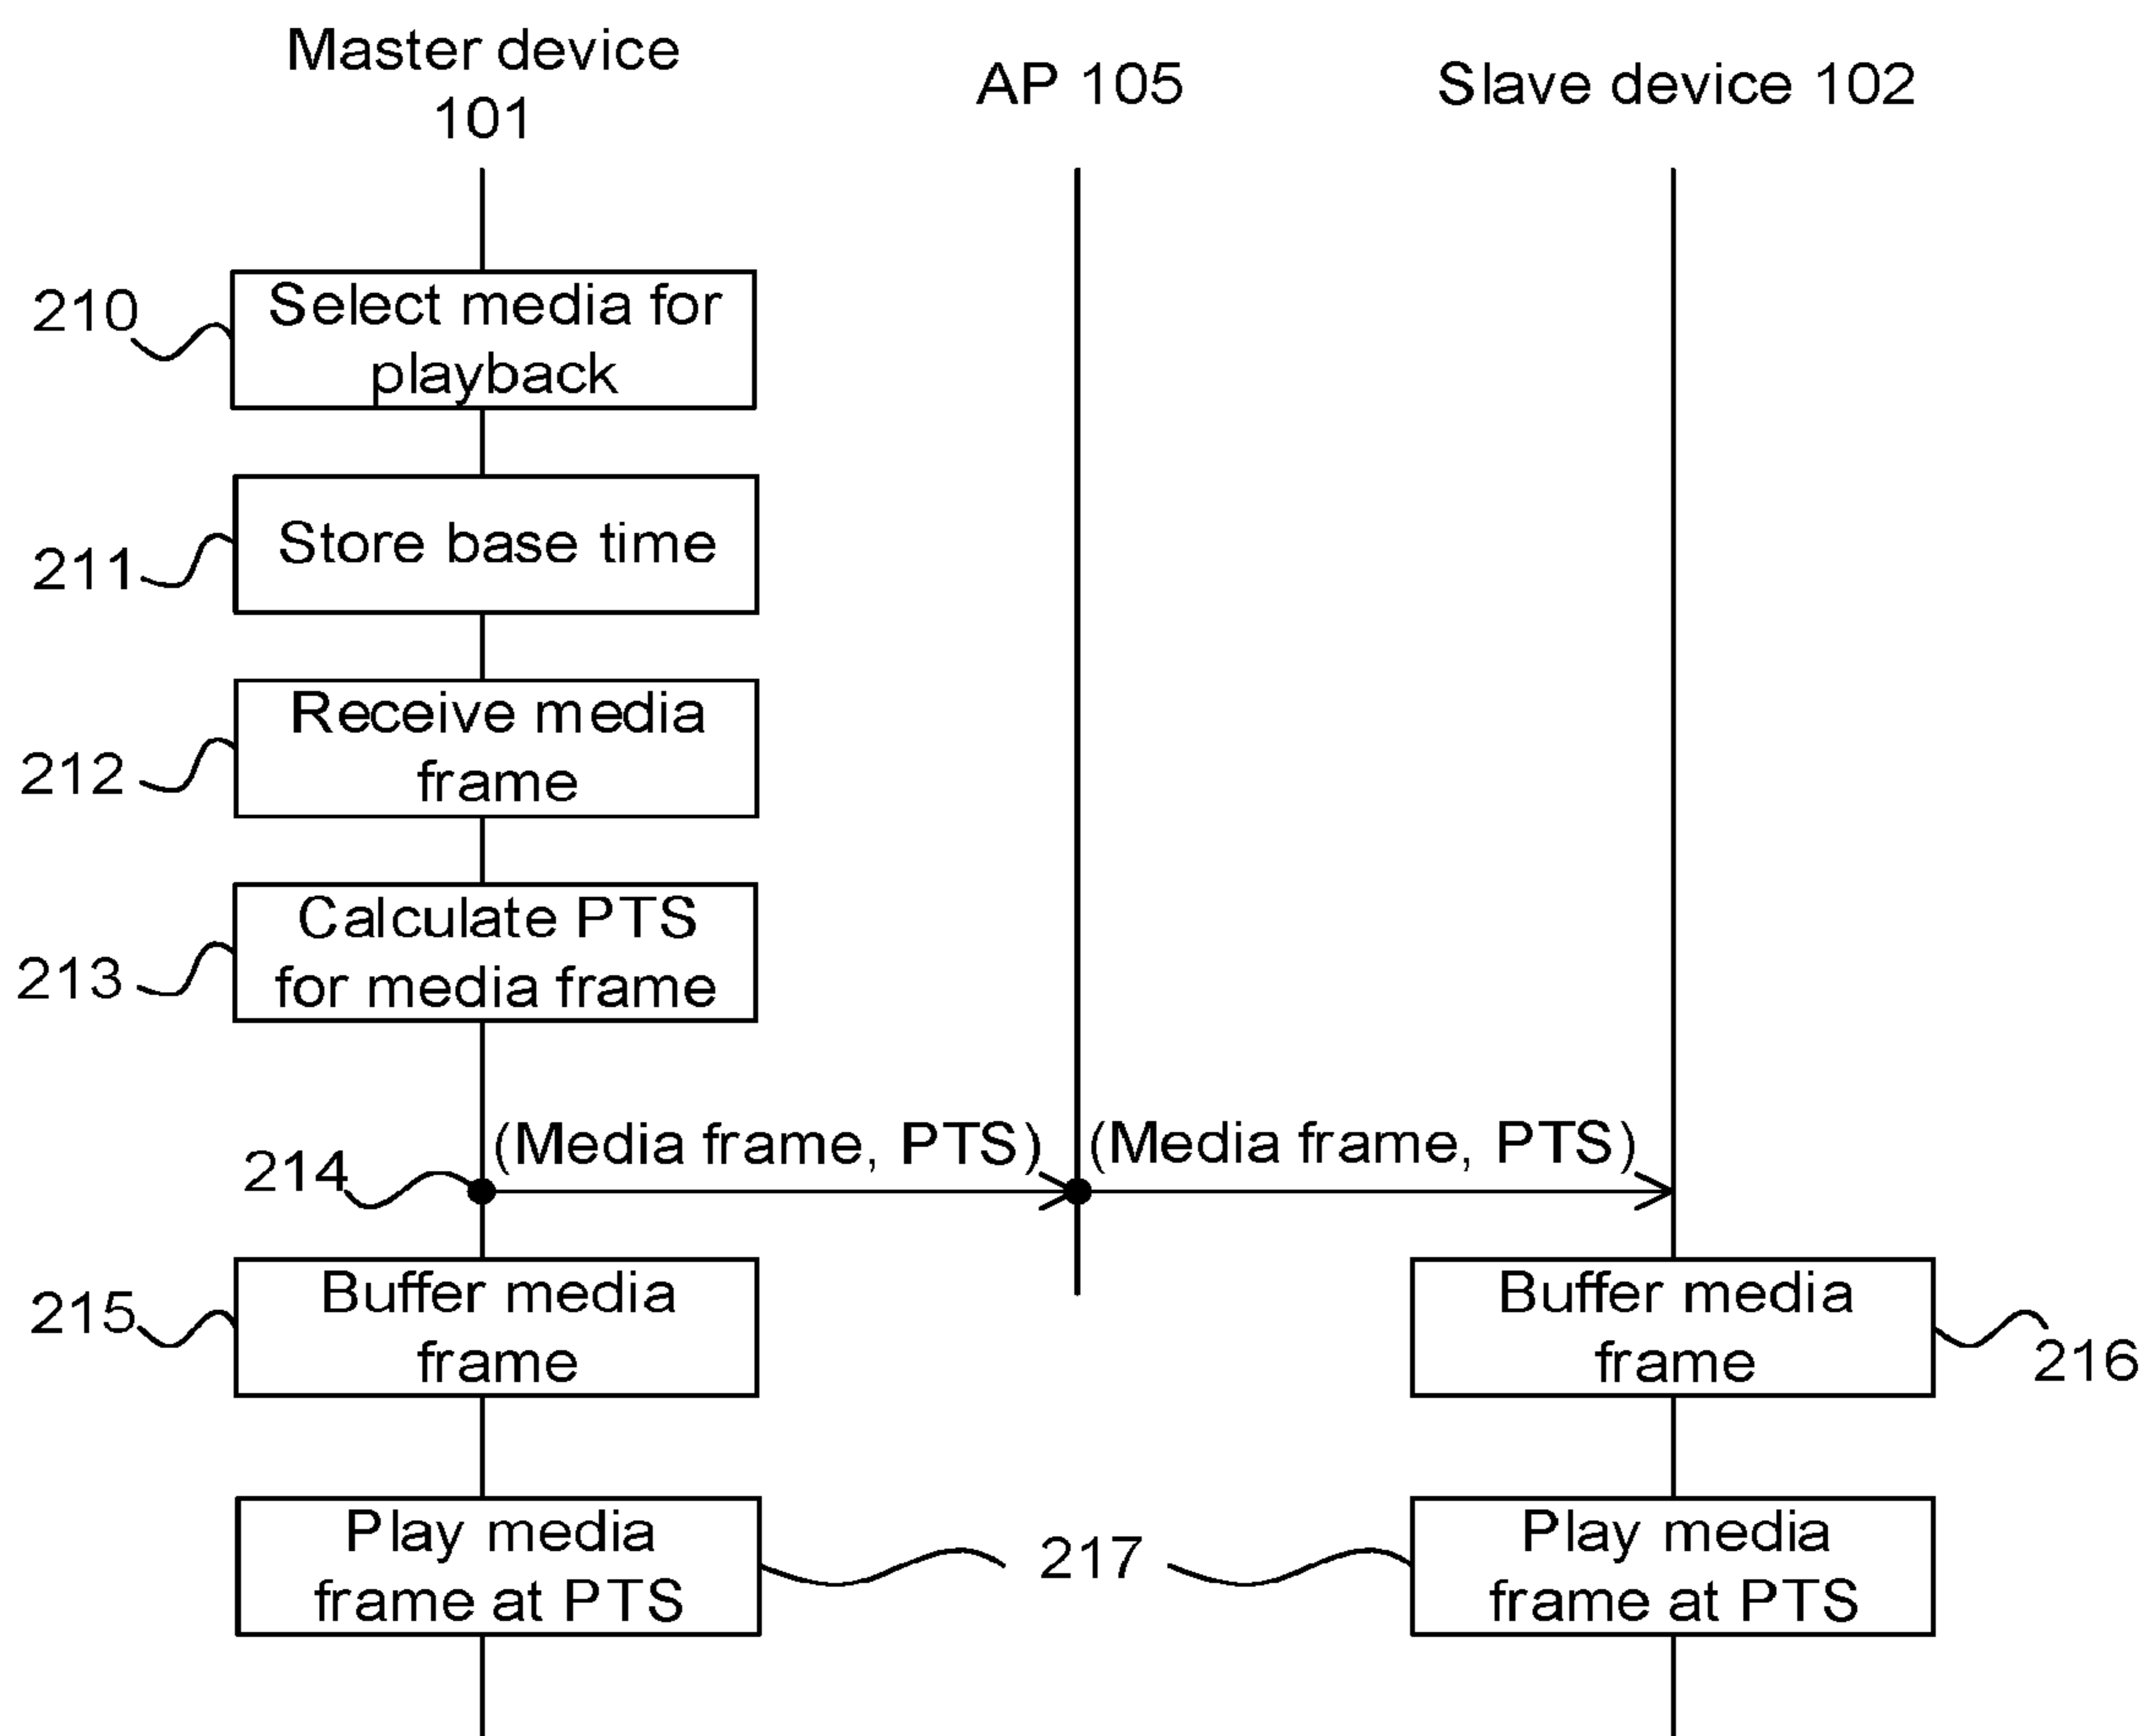 Master device
101
AP 105
Slave device 102
210
Select media for
playback
211
Store base time
212
Receive media
frame
213
Calculate PTS
for media frame
214
(Media frame, PTS)
(Media frame, PTS)
215
Buffer media
frame
Buffer media
frame
216
Play media
frame at PTS
217
Play media
frame at PTS